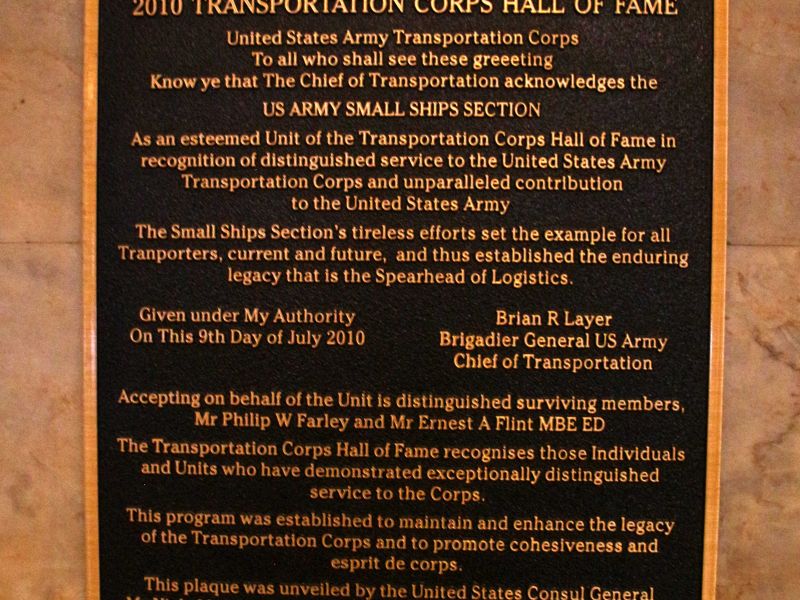 2010 TRANSPORTATION CORPS HALL OF FAME
United States Army Transportation Corps
To all who shall see these greeeting
Know ye that The Chief of Transportation acknowledges the
US ARMY SMALL SHIPS SECTION
As an esteemed Unit of the Transportation Corps Hall of Fame in
recognition of distinguished service to the United States Army
Transportation Corps and unparalleled contribution
to the United States Army
The Small Ships Section's tireless efforts set the example for all
Tranporters, current and future, and thus established the enduring
legacy that is the Spearhead of Logistics.
Given under My Authority
On This 9th Day of July 2010
Brian R Layer
Brigadier General US Army
Chief of Transportation
Accepting on behalf of the Unit is distinguished surviving members,
Mr Philip W Farley and Mr Ernest A Flint MBE ED
The Transportation Corps Hall of Fame recognises those Individuals
and Units who have demonstrated exceptionally distinguished
service to the Corps.
This program was established to maintain and enhance the legacy
of the Transportation Corps and to promote cohesiveness and
esprit de corps.
This plaque was unveiled by the United States Consul General